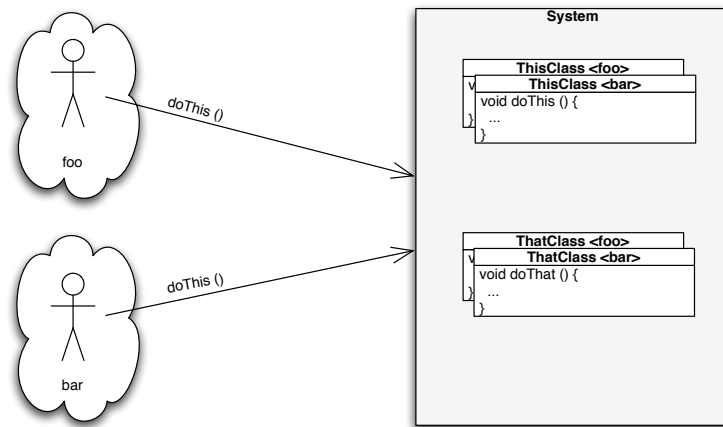 System
foo
doThis ()
ThisClass <foo>
v
}
ThisClass <bar>
void doThis () {
...
}
bar
doThis ()
ThatClass <foo>
v
}
ThatClass <bar>
void doThat () {
...
}